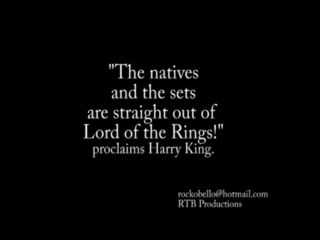 "The natives
and the sets
are straight out of
Lord of the Rings!"
proclaims Harry King.
rockobello@hotmail.com
RTB Productions